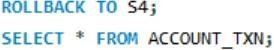 ROLLBACK TO S4;
SELECT * FROM ACCOUNT_TXN;